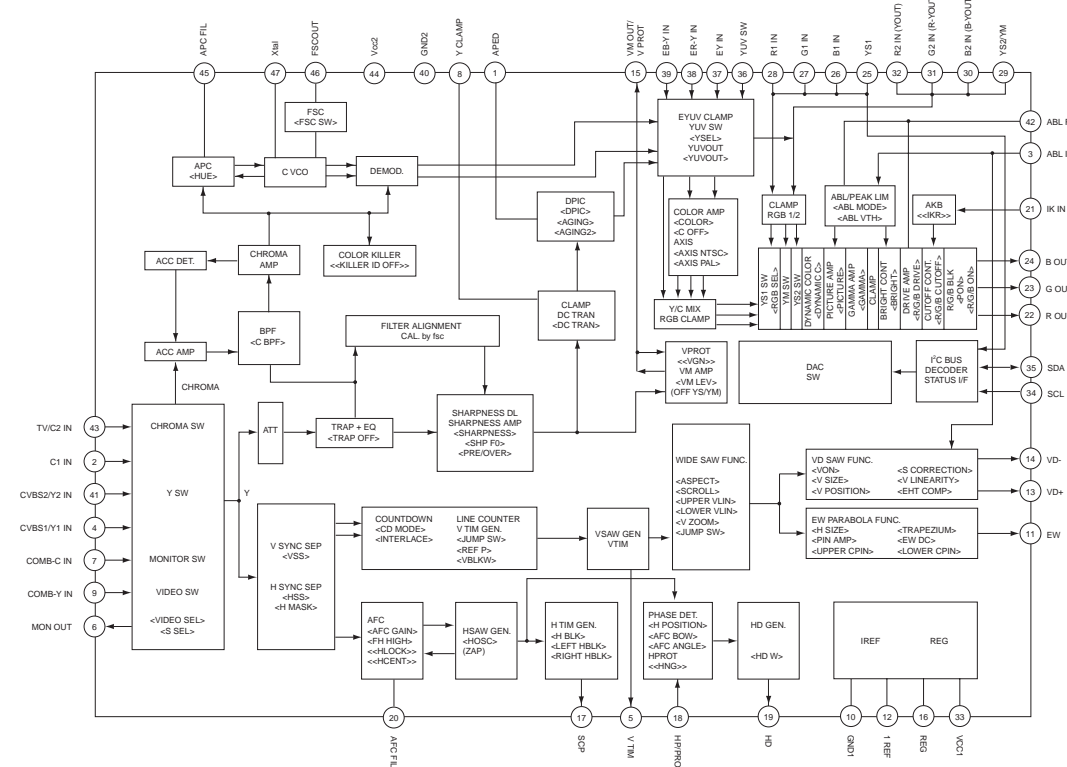 APC FIL
Xtal
FSCOUT
Vcc2
GND2
Y CLAMP
APED
VM OUT/
V PROT
EB-Y IN
ER-Y IN
EY IN
YUV SW
R1 IN
G1 IN
B1 IN
YS1
R2 IN (YOUT)
G2 IN (R-YOUT
B2 IN (B-YOUT
YS2/YM
45
47
46
44
40
8
1
15
39
38
37
36
28
27
26
25
32
31
30
29
FSC
<FSC SW>
EYUV CLAMP
YUV SW
<YSEL>
YUVOUT
<YUVOUT>
42
ABL F
3
ABL I
APC
<HUE>
C VCO
DEMOD.
DPIC
<DPIC>
<AGING>
<AGING2>
COLOR AMP
<COLOR>
<C OFF>
AXIS
<AXIS NTSC>
<AXIS PAL>
CLAMP
RGB 1/2
ABL/PEAK LIM
<ABL MODE>
<ABL VTH>
AKB
<<IKR>>
21
IK IN
ACC DET.
CHROMA
AMP
COLOR KILLER
<<KILLER ID OFF>>
24
B OUT
23
G OUT
22
R OUT
YS1 SW
<RGB SEL>
YM SW
YS2 SW
DYNAMIC COLOR
<DYNAMIC C>
PICTURE AMP
<PICTURE>
GAMMA AMP
<GAMMA>
CLAMP
BRIGHT CONT
<BRIGHT>
DRIVE AMP
<R/G/B DRIVE>
CUTOFF CONT.
<R/G/B CUTOFF>
R/G/B BLK
<PON>
<R/G/B ON>
CLAMP
DC TRAN
<DC TRAN>
Y/C MIX
RGB CLAMP
BPF
<C BPF>
ACC AMP
FILTER ALIGNMENT
CAL. by fsc
VPROT
<<VGN>>
VM AMP
<VM LEV>
(OFF YS/YM)
DAC
SW
I²C BUS
DECODER
STATUS I/F
35
SDA
34
SCL
CHROMA
TV/C2 IN
43
CHROMA SW
ATT
TRAP + EQ
<TRAP OFF>
SHARPNESS DL
SHARPNESS AMP
<SHARPNESS>
<SHP F0>
<PRE/OVER>
C1 IN
2
CVBS2/Y2 IN
41
Y SW
Y
CVBS1/Y1 IN
4
COMB-C IN
7
MONITOR SW
COMB-Y IN
9
VIDEO SW
MON OUT
6
<VIDEO SEL>
<S SEL>
WIDE SAW FUNC.
<ASPECT>
<SCROLL>
<UPPER VLIN>
<LOWER VLIN>
<V ZOOM>
<JUMP SW>
VD SAW FUNC.
<VON>
<V SIZE>
<V POSITION>
<S CORRECTION>
<V LINEARITY>
<EHT COMP>
14
VD-
13
VD+
EW PARABOLA FUNC.
<H SIZE>
<PIN AMP>
<UPPER CPIN>
<TRAPEZIUM>
<EW DC>
<LOWER CPIN>
11
EW
V SYNC SEP
<VSS>
H SYNC SEP
<HSS>
<H MASK>
COUNTDOWN
<CD MODE>
<INTERLACE>
LINE COUNTER
V TIM GEN.
<JUMP SW>
<REF P>
<VBLKW>
VSAW GEN
VTIM
AFC
<AFC GAIN>
<FH HIGH>
<<HLOCK>>
<<HCENT>>
HSAW GEN.
<HOSC>
(ZAP)
H TIM GEN.
<H BLK>
<LEFT HBLK>
<RIGHT HBLK>
PHASE DET.
<H POSITION>
<AFC BOW>
<AFC ANGLE>
HPROT
<<HNG>>
HD GEN.
<HD W>
IREF
REG
20
17
5
18
19
10
12
16
33
AFC FIL
SCP
V TIM
HP/PRO
HD
GND1
1 REF
REG
VCC1